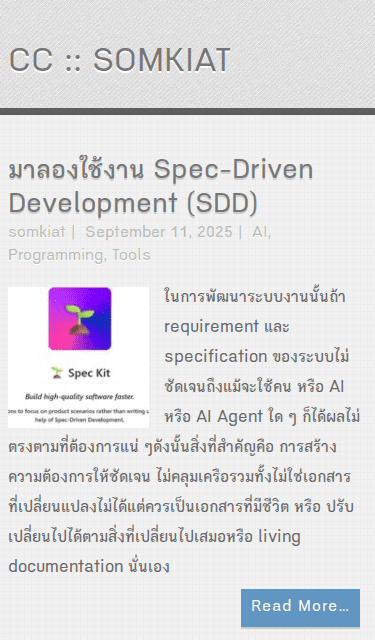 CC :: SOMKIAT
มาลองใช้งาน Spec-Driven
Development (SDD)
somkiat | September 11, 2025 | AI,
Programming, Tools
Spec Kit
Build high-quality software faster.
to focus on product scenarios rather than writing
help of Spec-Driven Development.
ในการพัฒนาระบบงานนั้นถ้า
requirement และ
specification ของระบบไม่
ชัดเจนถึงแม้จะใช้คน หรือ AI
หรือ AI Agent ใด ๆ ก็ได้ผลไม่
ตรงตามที่ต้องการแน่ ๆดังนั้นสิ่งที่สำคัญคือ การสร้าง
ความต้องการให้ชัดเจน ไม่คลุมเครือรวมทั้งไม่ใช่เอกสาร
ที่เปลี่ยนแปลงไม่ได้แต่ควรเป็นเอกสารที่มีชีวิต หรือ ปรับ
เปลี่ยนไปได้ตามสิ่งที่เปลี่ยนไปเสมอหรือ living
documentation นั่นเอง
Read More...